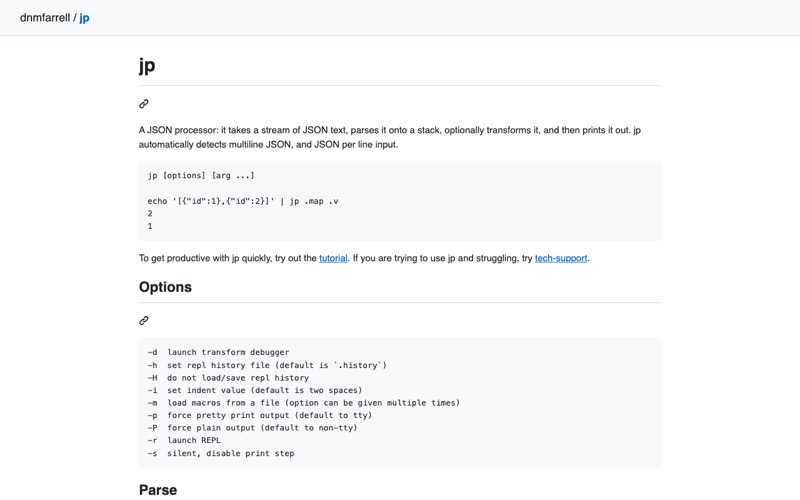 dnmfarrell / jp
jp
A JSON processor: it takes a stream of JSON text, parses it onto a stack, optionally transforms it, and then prints it out. jp
automatically detects multiline JSON, and JSON per line input.
jp [options] [arg ...]
echo '[{"id":1},{"id":2}]' | jp .map .v
2
1
To get productive with jp quickly, try out the tutorial. If you are trying to use jp and struggling, try tech-support.
Options
-d  launch transform debugger
-h  set repl history file (default is `.history`)
-H  do not load/save repl history
-i  set indent value (default is two spaces)
-m  load macros from a file (option can be given multiple times)
-p  force pretty print output (default to tty)
-P  force plain output (default to non-tty)
-r  launch REPL
-s  silent, disable print step
Parse